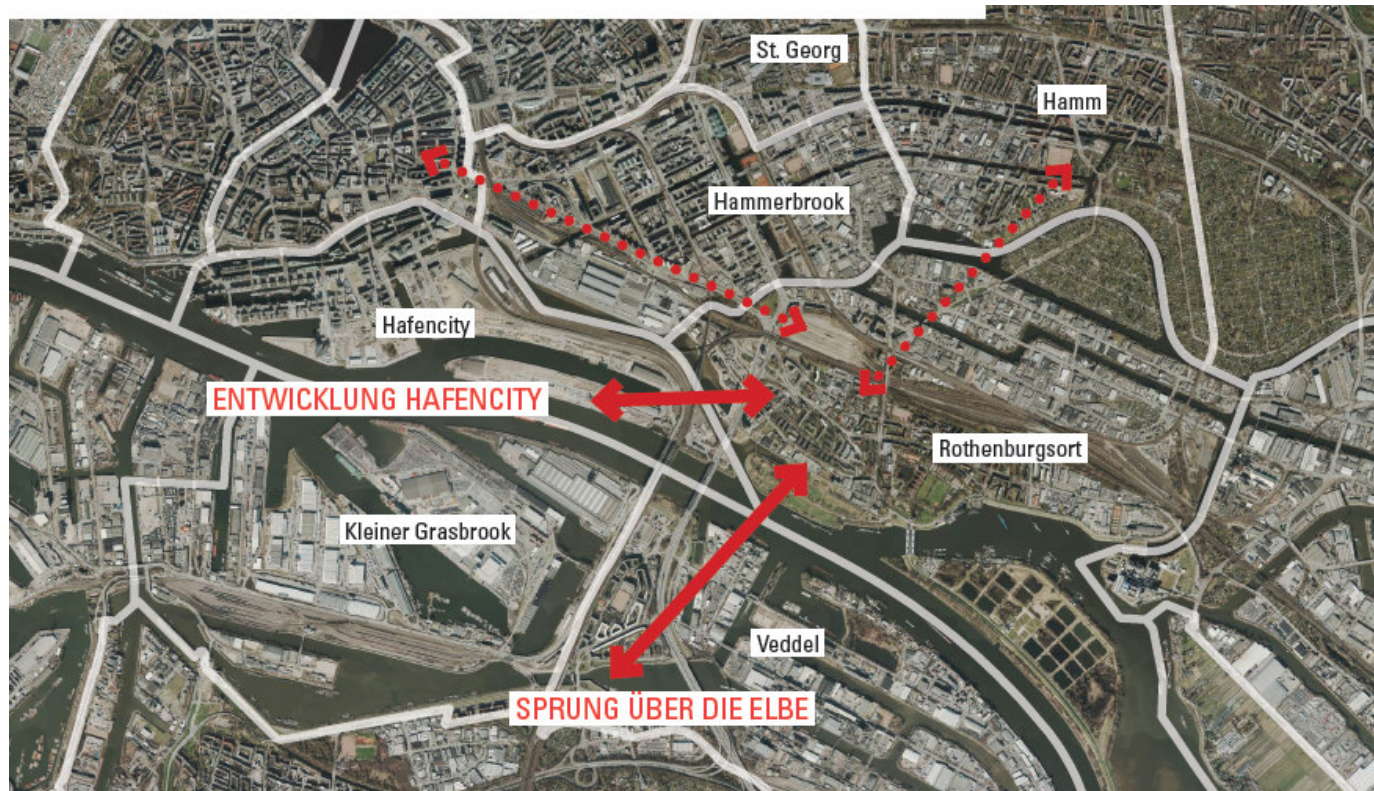 St. Georg
Hamm
Hammerbrook
Hafencity
ENTWICKLUNG HAFENCITY
Rothenburgsort
Kleiner Grasbrook
Veddel
SPRUNG ÜBER DIE ELBE